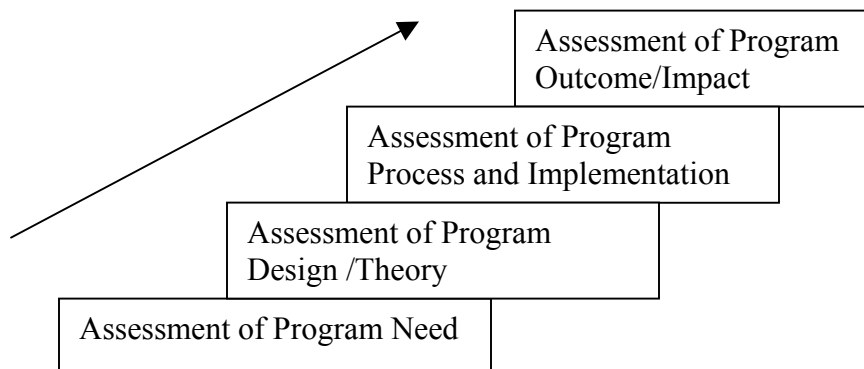 Assessment of Program
Outcome/Impact
Assessment of Program
Process and Implementation
Assessment of Program
Design /Theory
Assessment of Program Need